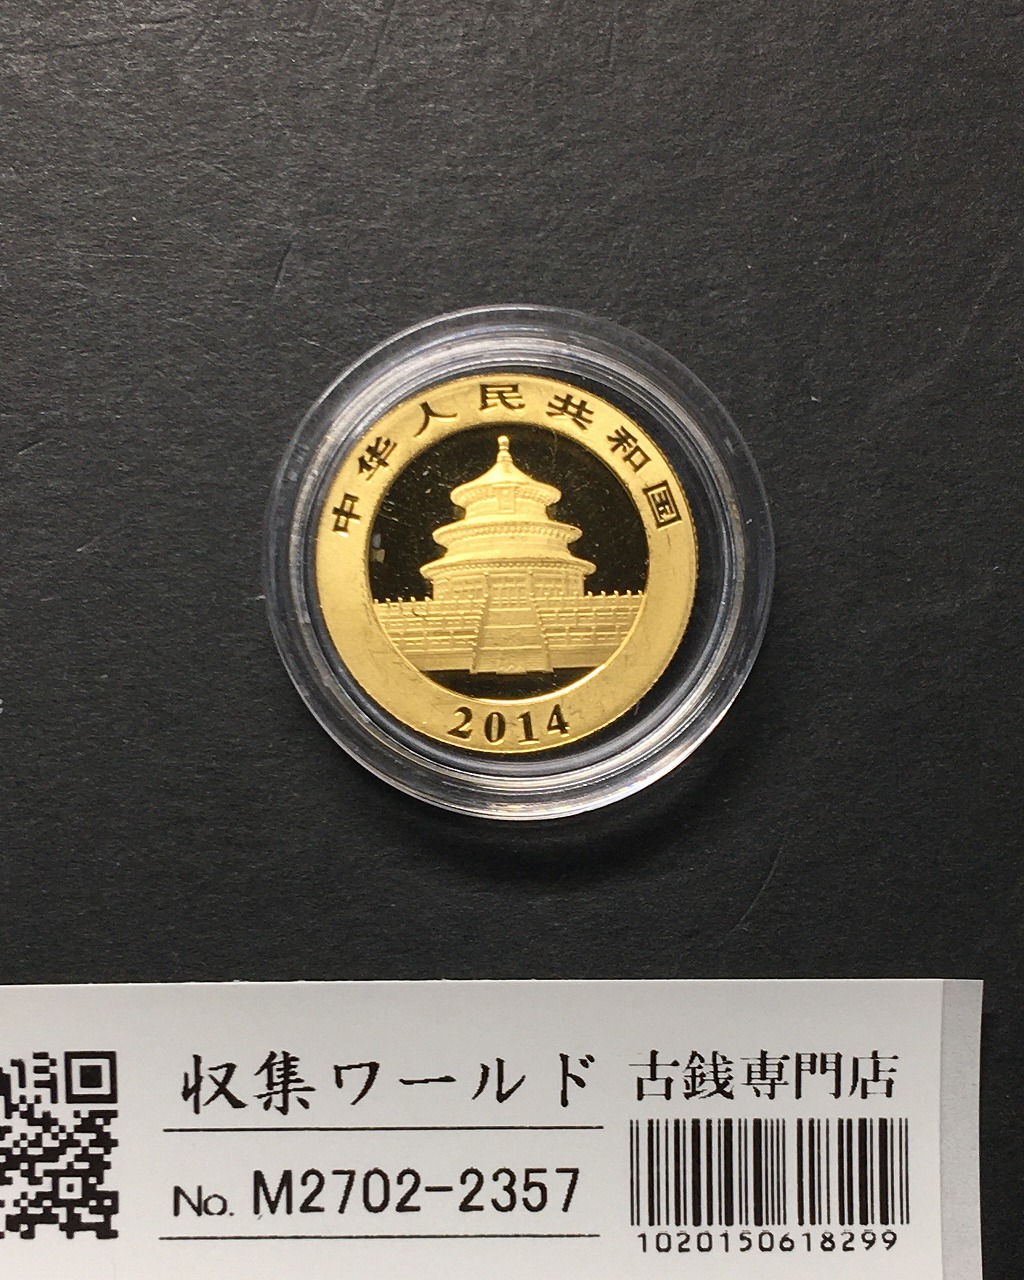 中华人民共和国
2014
収集ワールド 古銭専門店
No. M2702-2357
1020150618299